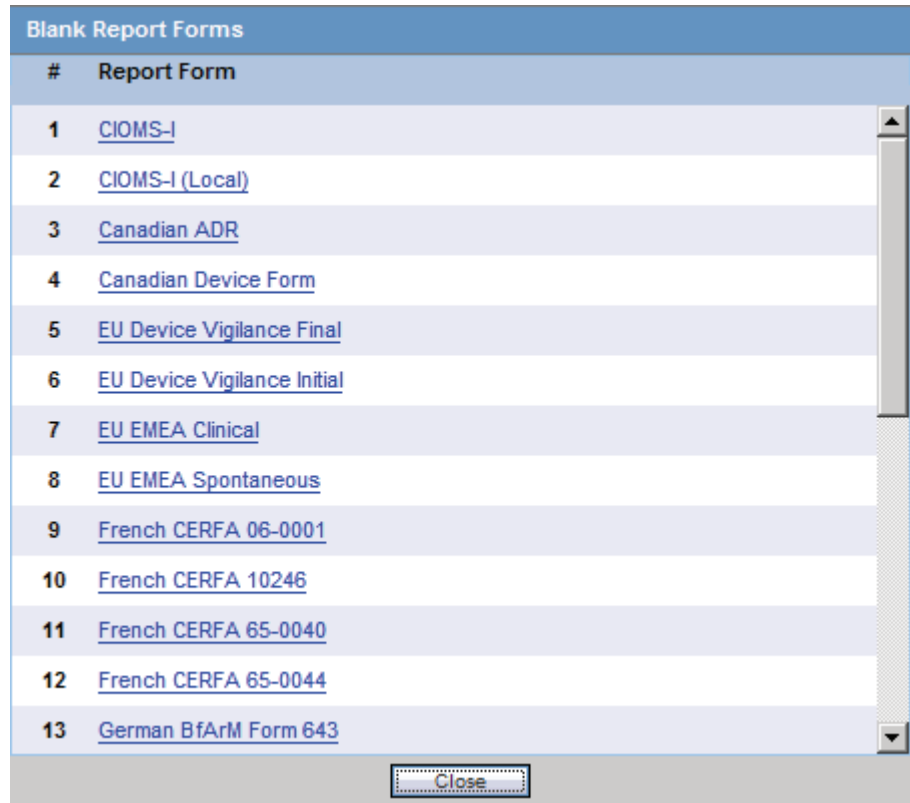 Blank Report Forms
# Report Form
1 CIOMS-I
2 CIOMS-I (Local)
3 Canadian ADR
4 Canadian Device Form
5 EU Device Vigilance Final
6 EU Device Vigilance Initial
7 EU EMEA Clinical
8 EU EMEA Spontaneous
9 French CERFA 06-0001
10 French CERFA 10246
11 French CERFA 65-0040
12 French CERFA 65-0044
13 German BfArM Form 643
Close